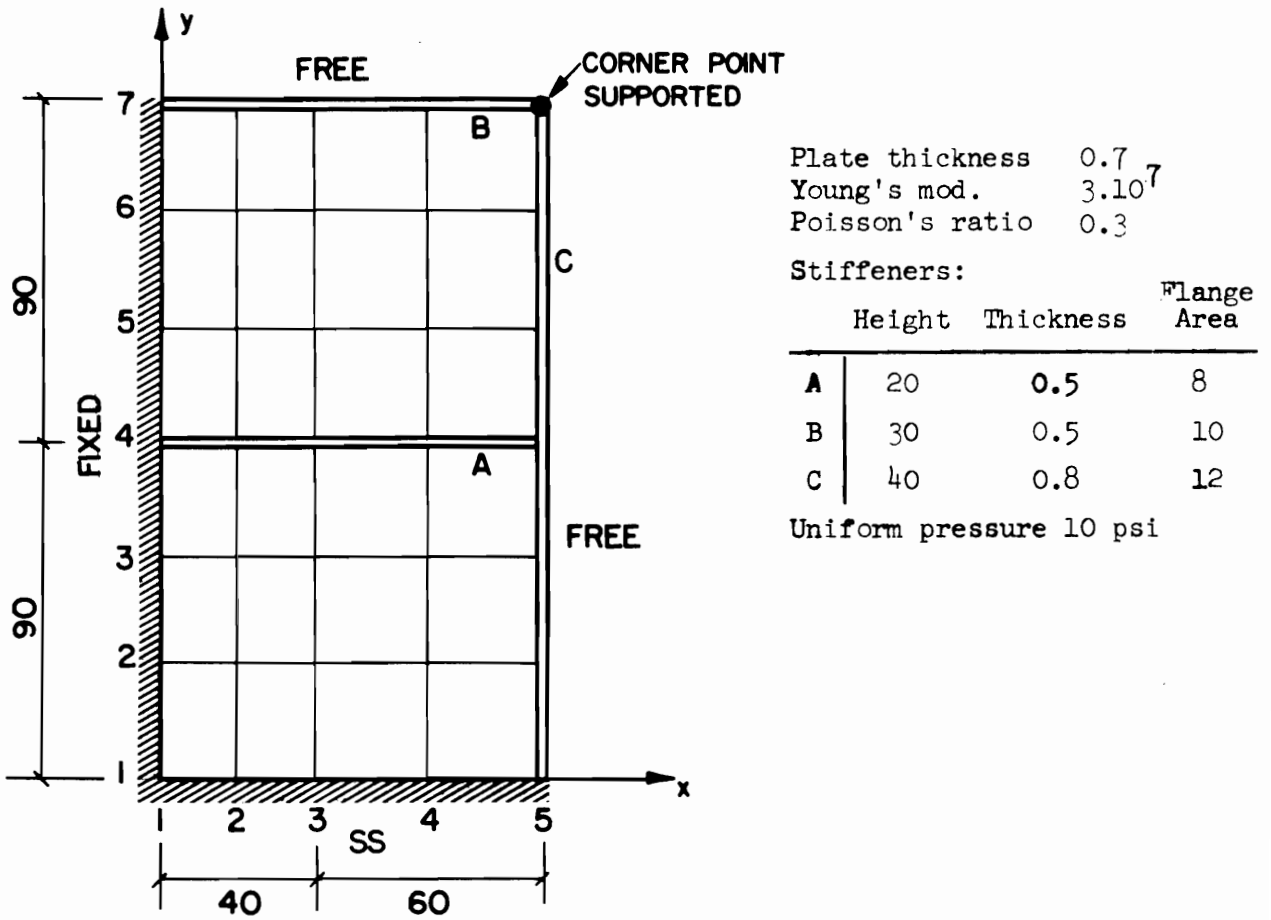 y
FREE
CORNER POINT
SUPPORTED
7
B
6
C
90
5
FIXED
4
A
3
FREE
90
2
1
x
1 2 3 4 5
SS
40 60
Plate thickness 0.7
Young's mod. 3.10⁷
Poisson's ratio 0.3
Stiffeners:
Height Thickness Flange Area
A 20 0.5 8
B 30 0.5 10
C 40 0.8 12
Uniform pressure 10 psi